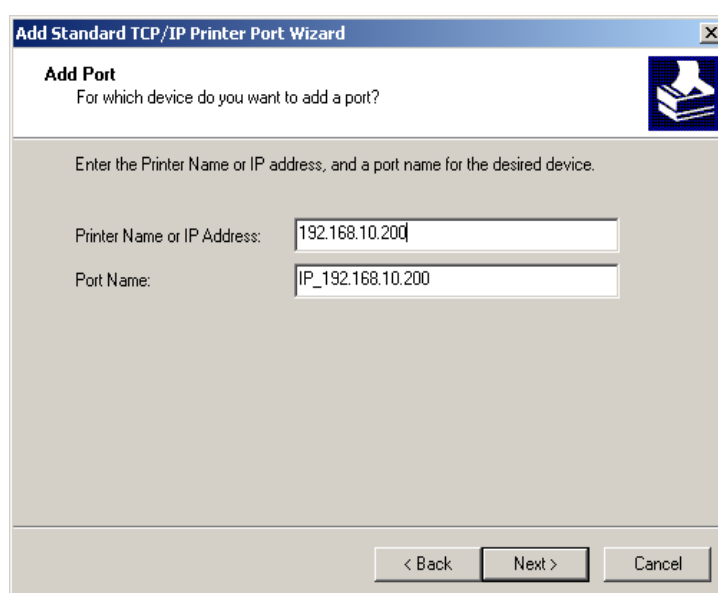 Add Standard TCP/IP Printer Port Wizard
Add Port
For which device do you want to add a port?
Enter the Printer Name or IP address, and a port name for the desired device.
Printer Name or IP Address: 192.168.10.200
Port Name: IP_192.168.10.200
< Back Next > Cancel